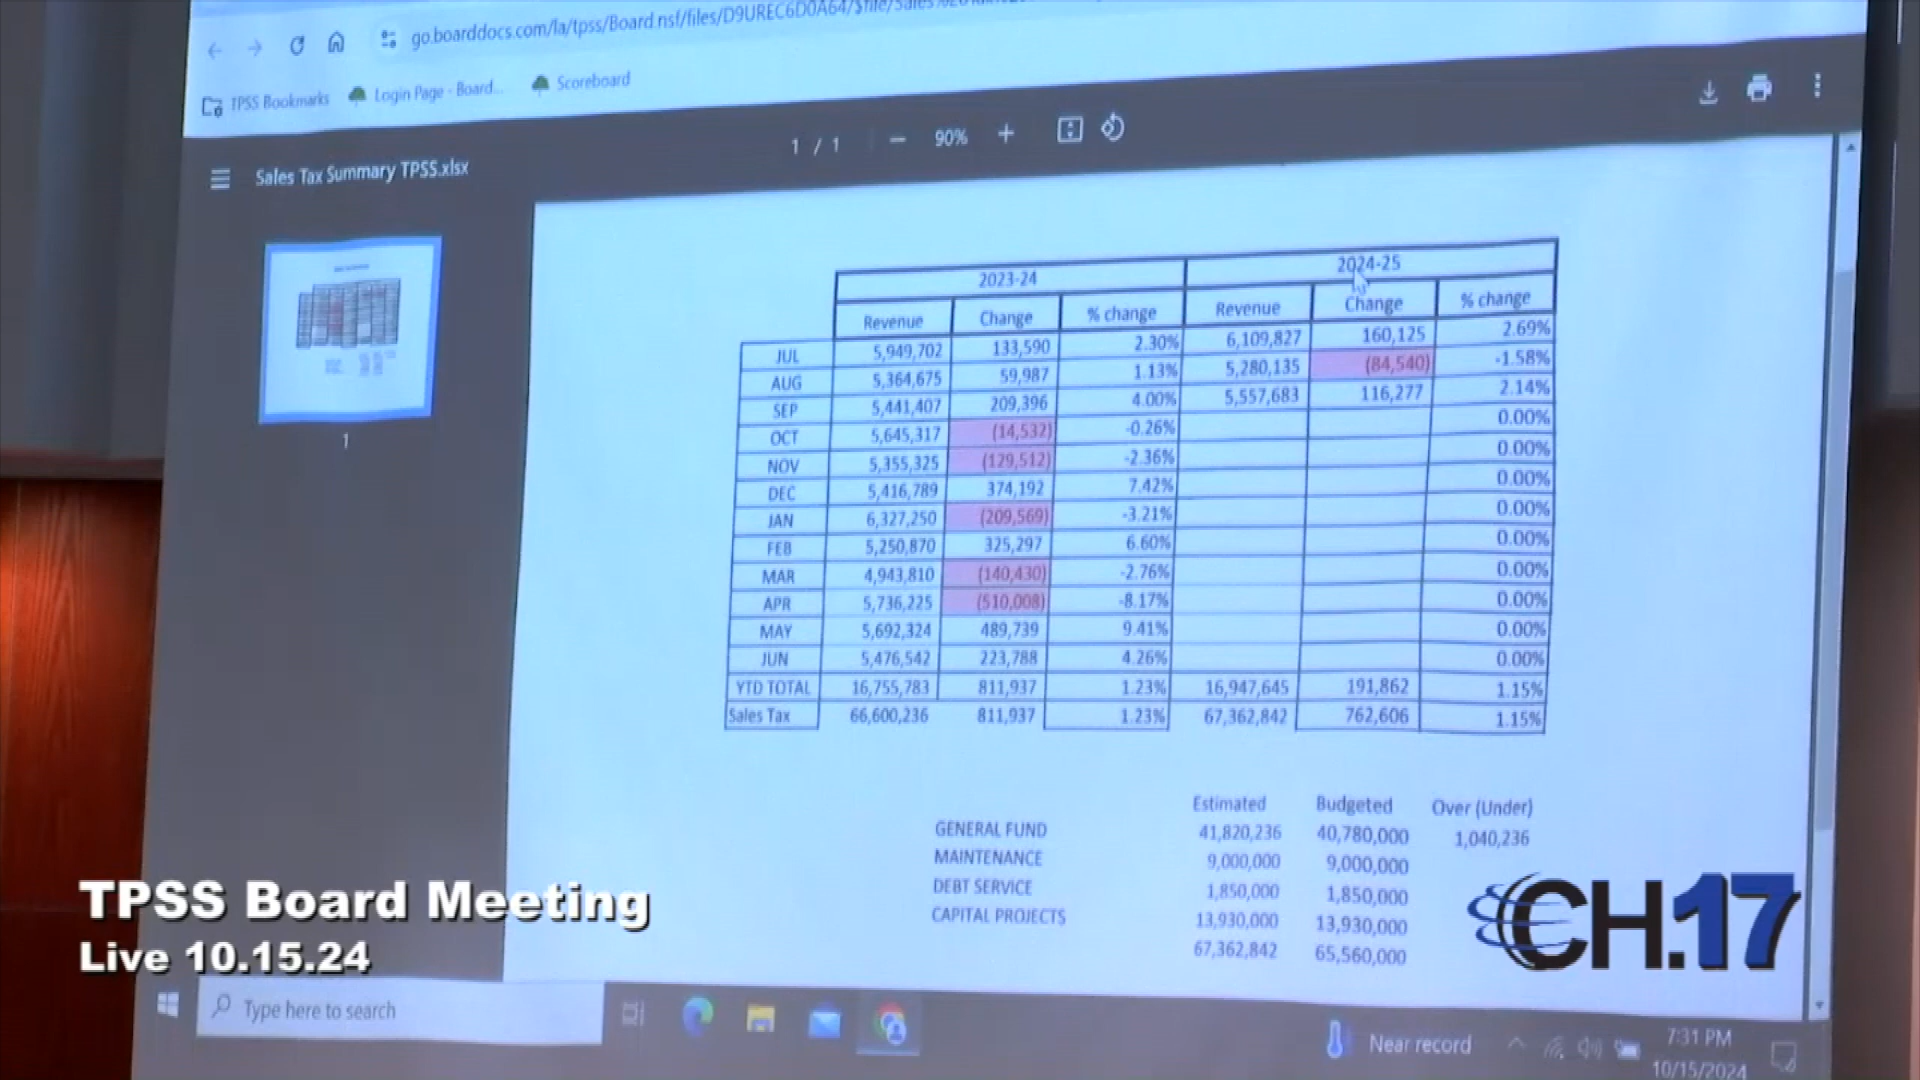 go.boarddocs.com/la/tpss/Board.nsf/files/D9UREC6D0A64/$file/Sales%20
TPSS Bookmarks Login Page - Board... Scoreboard
Sales Tax Summary TPSS.xlsx 1 / 1 − 90% +
1
2023-24 2024-25
Revenue Change % change Revenue Change % change
JUL 5,949,702 133,590 2.30% 6,109,827 160,125 2.69%
AUG 5,364,675 59,987 1.13% 5,280,135 (84,540) -1.58%
SEP 5,441,407 209,396 4.00% 5,557,683 116,277 2.14%
OCT 5,645,317 (14,532) -0.26% 0.00%
NOV 5,355,325 (129,512) -2.36% 0.00%
DEC 5,416,789 374,192 7.42% 0.00%
JAN 6,327,250 (209,569) -3.21% 0.00%
FEB 5,250,870 325,297 6.60% 0.00%
MAR 4,943,810 (140,430) -2.76% 0.00%
APR 5,736,225 (510,008) -8.17% 0.00%
MAY 5,692,324 489,739 9.41% 0.00%
JUN 5,476,542 223,788 4.26% 0.00%
YTD TOTAL 16,755,783 811,937 1.23% 16,947,645 191,862 1.15%
Sales Tax 66,600,236 811,937 1.23% 67,362,842 762,606 1.15%
Estimated Budgeted Over (Under)
GENERAL FUND 41,820,236 40,780,000 1,040,236
MAINTENANCE 9,000,000 9,000,000
DEBT SERVICE 1,850,000 1,850,000
CAPITAL PROJECTS 13,930,000 13,930,000
67,362,842 65,560,000
TPSS Board Meeting
Live 10.15.24
CH.17
Type here to search
Near record 7:31 PM
10/15/2024